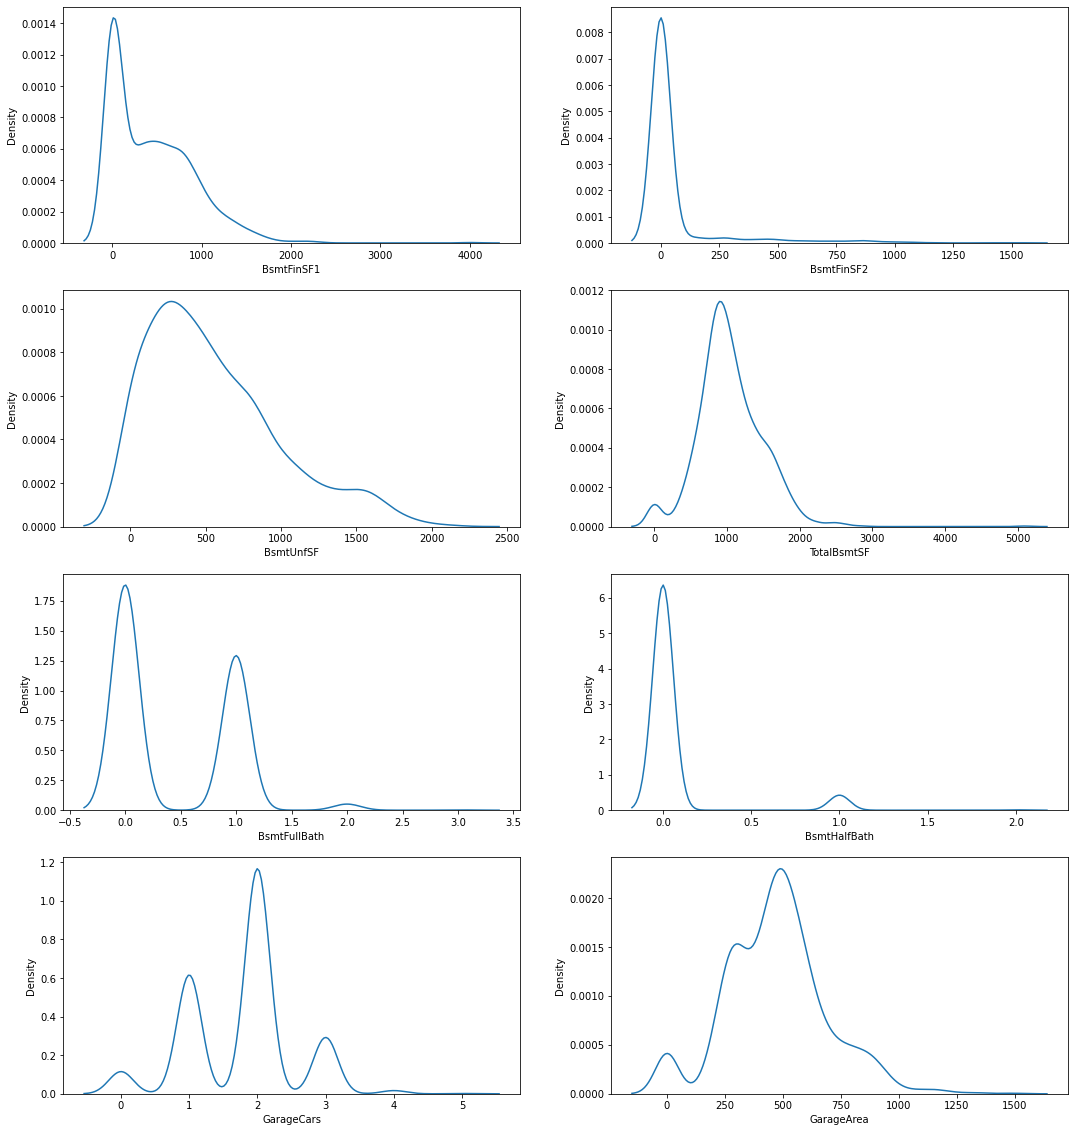 0.0014
0.0012
0.0010
0.0008
0.0006
0.0004
0.0002
0.0000
Density
0 1000 2000 3000 4000
BsmtFinSF1
0.008
0.007
0.006
0.005
0.004
0.003
0.002
0.001
0.000
Density
0 250 500 750 1000 1250 1500
BsmtFinSF2
0.0010
0.0008
0.0006
0.0004
0.0002
0.0000
Density
0 500 1000 1500 2000 2500
BsmtUnfSF
0.0012
0.0010
0.0008
0.0006
0.0004
0.0002
0.0000
Density
0 1000 2000 3000 4000 5000
TotalBsmtSF
1.75
1.50
1.25
1.00
0.75
0.50
0.25
0.00
Density
−0.5 0.0 0.5 1.0 1.5 2.0 2.5 3.0 3.5
BsmtFullBath
6
5
4
3
2
1
0
Density
0.0 0.5 1.0 1.5 2.0
BsmtHalfBath
1.2
1.0
0.8
0.6
0.4
0.2
0.0
Density
0 1 2 3 4 5
GarageCars
0.0020
0.0015
0.0010
0.0005
0.0000
Density
0 250 500 750 1000 1250 1500
GarageArea